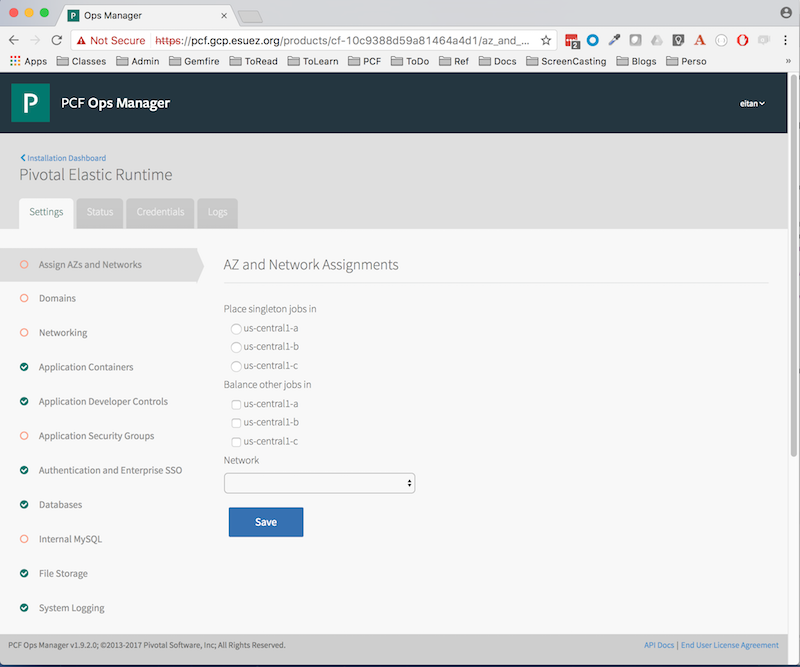 Ops Manager
Not Secure https://pcf.gcp.esuez.org/products/cf-10c9388d59a81464a4d1/az_and_...
Apps Classes Admin Gemfire ToRead ToLearn PCF ToDo Ref Docs ScreenCasting Blogs Perso »
P PCF Ops Manager eitan
Installation Dashboard
Pivotal Elastic Runtime
Settings Status Credentials Logs
Assign AZs and Networks
Domains
Networking
Application Containers
Application Developer Controls
Application Security Groups
Authentication and Enterprise SSO
Databases
Internal MySQL
File Storage
System Logging
AZ and Network Assignments
Place singleton jobs in
us-central1-a
us-central1-b
us-central1-c
Balance other jobs in
us-central1-a
us-central1-b
us-central1-c
Network
Save
PCF Ops Manager v1.9.2.0; ©2013-2017 Pivotal Software, Inc; All Rights Reserved. API Docs | End User License Agreement